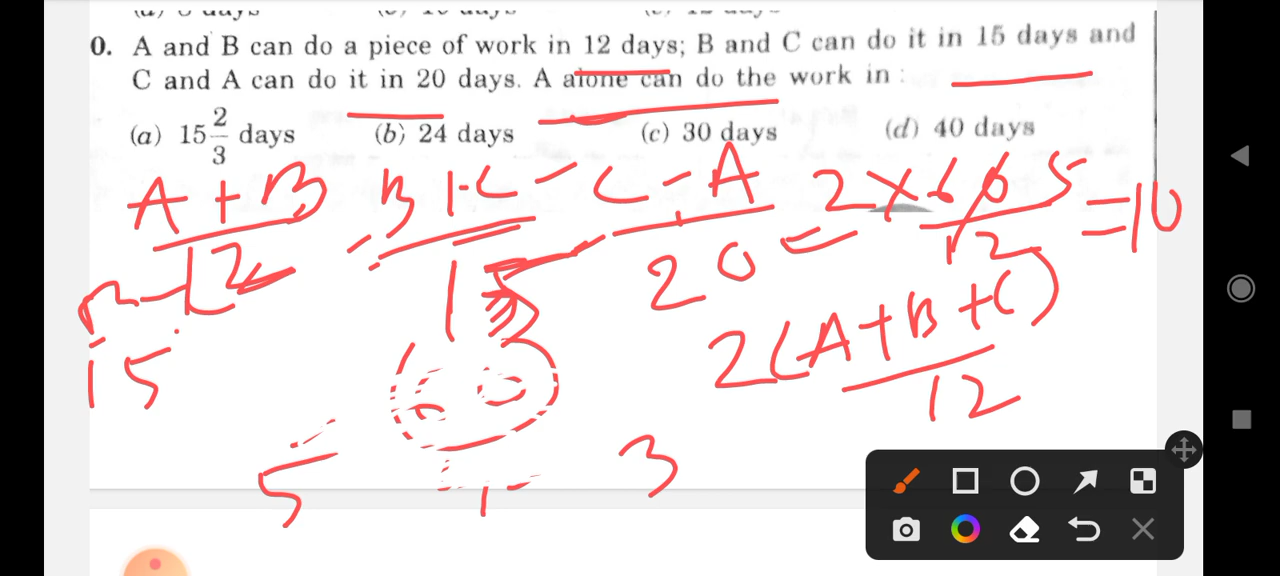 0. A and B can do a piece of work in 12 days; B and C can do it in 15 days and
C and A can do it in 20 days. A alone can do the work in :
(a) 15 2/3 days (b) 24 days (c) 30 days (d) 40 days
A+B B+C C-A 2×605 =10
12 15 20 = 12
15 2(A+B+C)
12
5 4 3